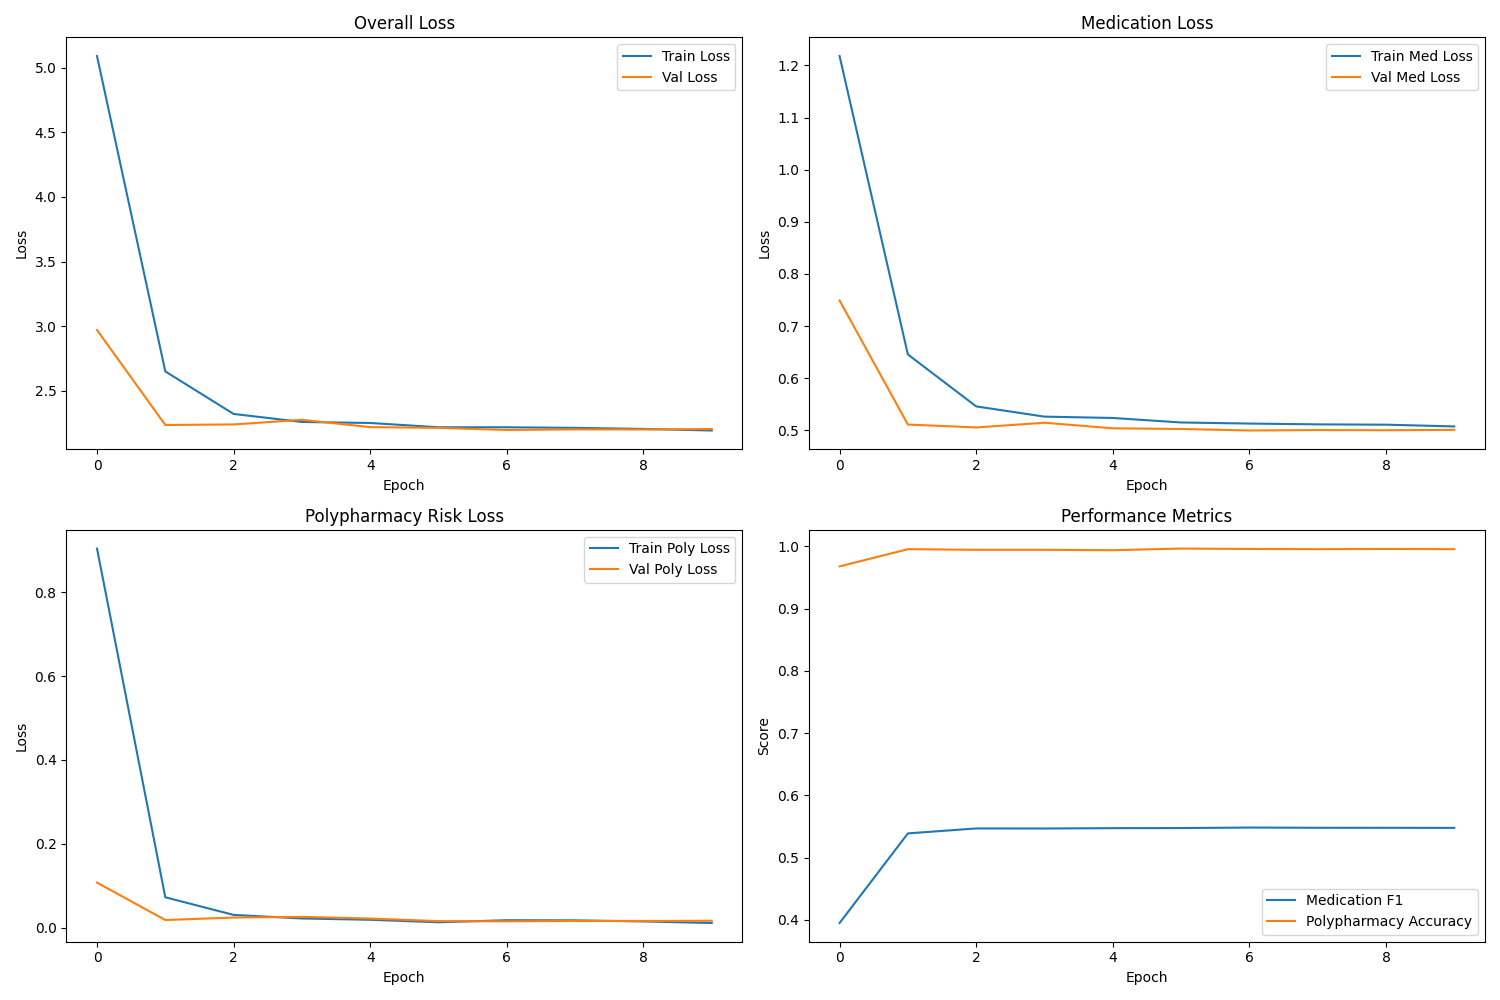 Overall Loss
Train Loss
Val Loss
5.0
4.5
4.0
3.5
3.0
2.5
Loss
0 2 4 6 8
Epoch
Medication Loss
Train Med Loss
Val Med Loss
1.2
1.1
1.0
0.9
0.8
0.7
0.6
0.5
Loss
0 2 4 6 8
Epoch
Polypharmacy Risk Loss
Train Poly Loss
Val Poly Loss
0.8
0.6
0.4
0.2
0.0
Loss
0 2 4 6 8
Epoch
Performance Metrics
1.0
0.9
0.8
0.7
0.6
0.5
0.4
Score
Medication F1
Polypharmacy Accuracy
0 2 4 6 8
Epoch